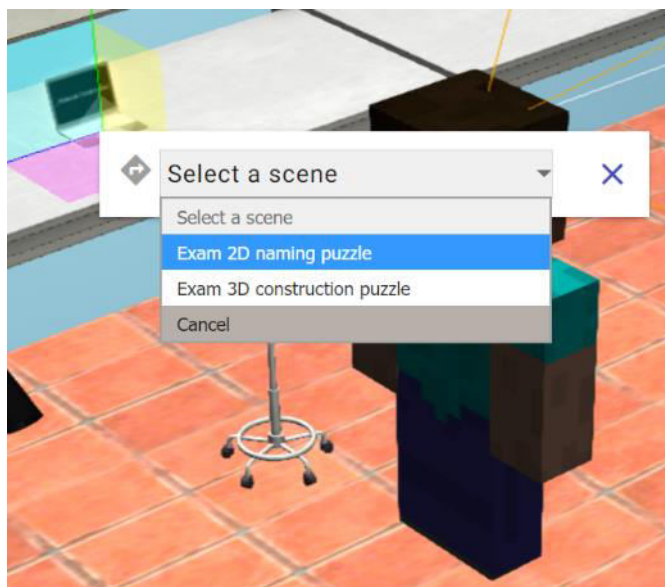 Select a scene
Select a scene
Exam 2D naming puzzle
Exam 3D construction puzzle
Cancel